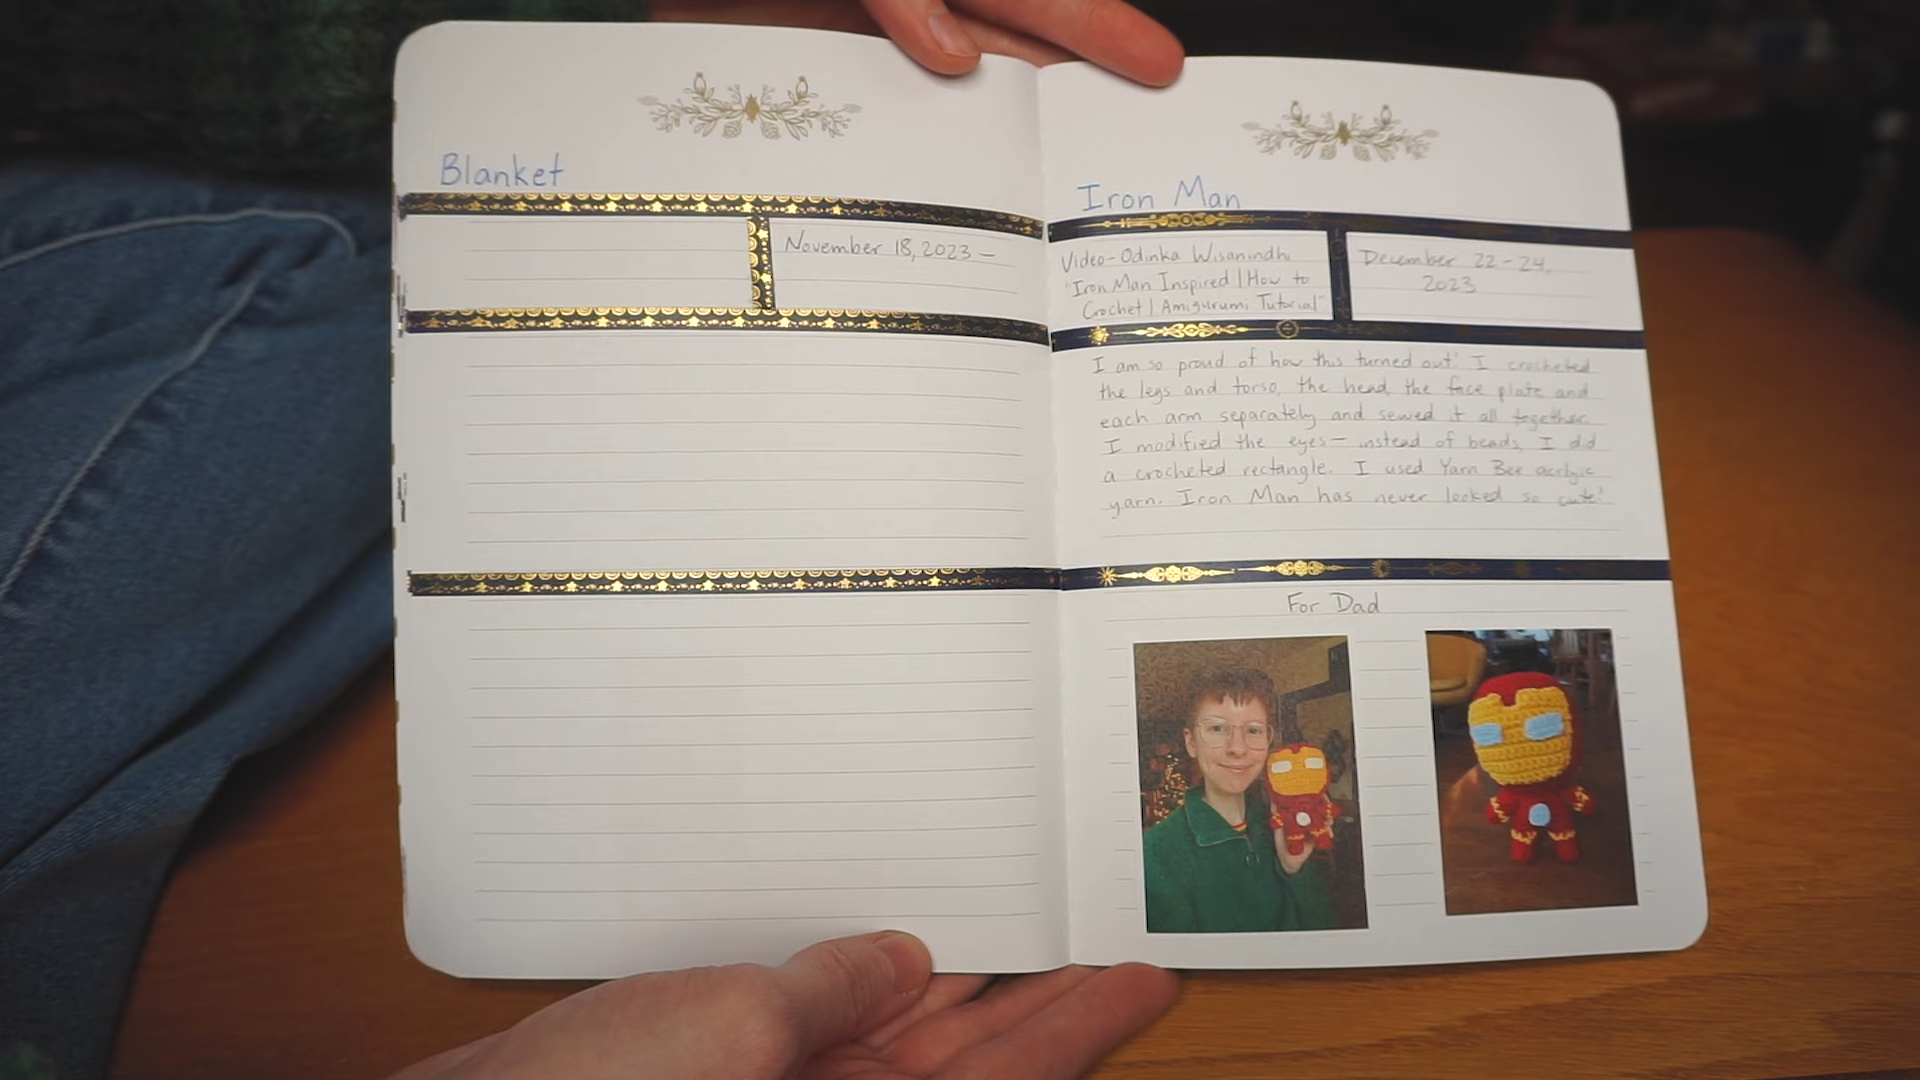 Blanket
November 18, 2023 —
Iron Man
Video - Odinka Wisanindhi
"Iron Man Inspired | How to
Crochet | Amigurumi Tutorial"
December 22 - 24,
2023
I am so proud of how this turned out! I crocheted
the legs and torso, the head, the face plate, and
each arm separately and sewed it all together.
I modified the eyes — instead of beads, I did
a crocheted rectangle. I used Yarn Bee acrlyic
yarn. Iron Man has never looked so cute!
For Dad